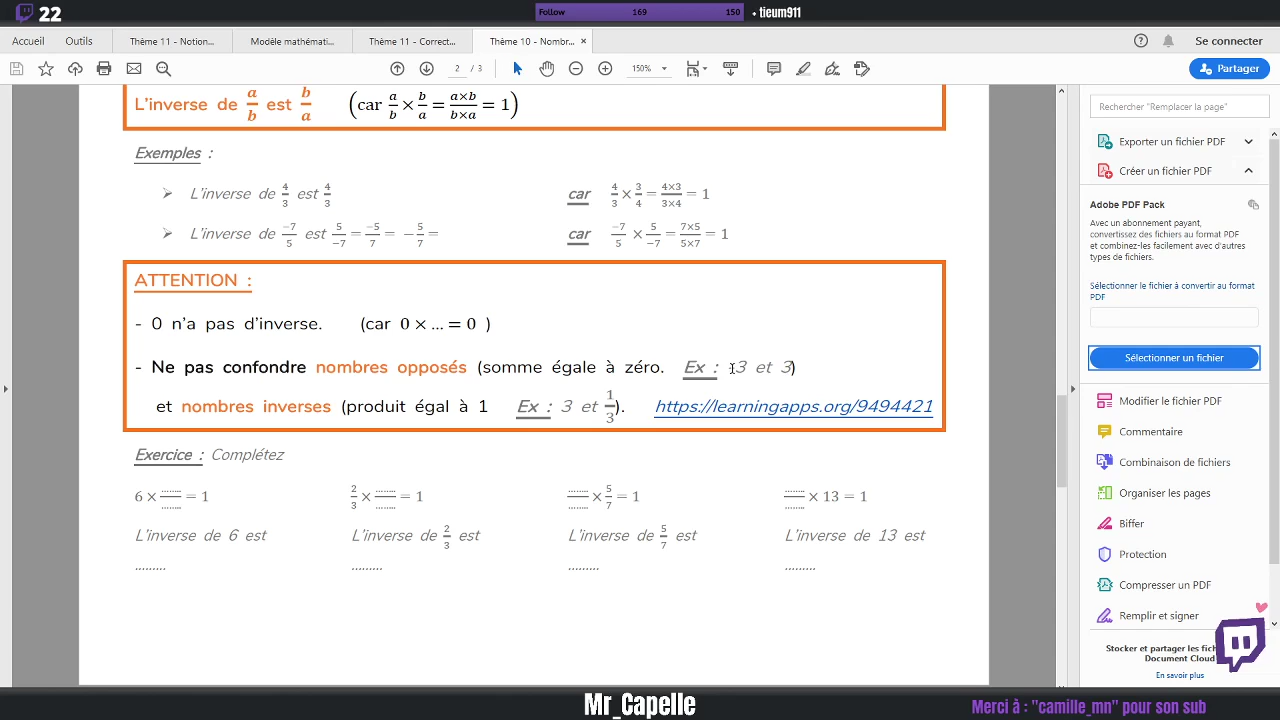 22
Follow 169 150 + tieum911
Accueil Outils Thème 11 - Notion... Modèle mathémati... Thème 11 - Correct... Thème 10 - Nombr... × Se connecter
2 / 3 150% Partager
L'inverse de a/b est b/a (car a/b × b/a = a×b/b×a = 1)
Exemples :
➢ L'inverse de 4/3 est 4/3 car 4/3 × 3/4 = 4×3/3×4 = 1
➢ L'inverse de −7/5 est 5/−7 = −5/7 = −5/7 = car −7/5 × 5/−7 = 7×5/5×7 = 1
ATTENTION :
- 0 n'a pas d'inverse. (car 0 × ... = 0 )
- Ne pas confondre nombres opposés (somme égale à zéro. Ex : -3 et 3)
et nombres inverses (produit égal à 1 Ex : 3 et 1/3). https://learningapps.org/9494421
Exercice : Complétez
6 × ......../........ = 1 2/3 × ......../........ = 1 ......../........ × 5/7 = 1 ......../........ × 13 = 1
L'inverse de 6 est L'inverse de 2/3 est L'inverse de 5/7 est L'inverse de 13 est
......... ......... ......... .........
Rechercher "Remplacer la page"
Exporter un fichier PDF
Créer un fichier PDF
Adobe PDF Pack
Avec un abonnement payant,
convertissez des fichiers au format PDF
et combinez-les facilement avec d'autres
types de fichiers.
Sélectionner le fichier à convertir au format
PDF
Sélectionner un fichier
Modifier le fichier PDF
Commentaire
Combinaison de fichiers
Organiser les pages
Biffer
Protection
Compresser un PDF
Remplir et signer
Stocker et partager les fich
Document Cloud
En savoir plus
Mr_Capelle
Merci à : "camille_mn" pour son sub